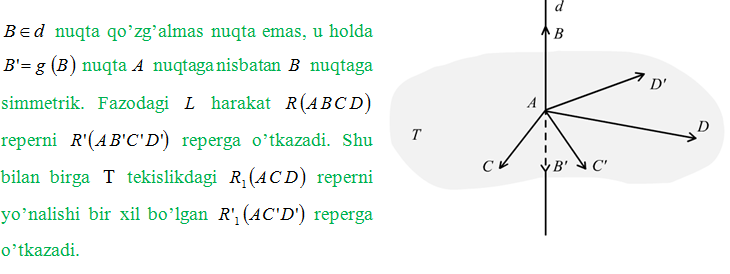 B ∈ d nuqta qo’zg’almas nuqta emas, u holda
B'= g (B) nuqta A nuqtaga nisbatan B nuqtaga
simmetrik. Fazodagi L harakat R(ABCD)
reperni R'(AB'C'D') reperga o’tkazadi. Shu
bilan birga T tekislikdagi R₁(ACD) reperni
yo’nalishi bir xil bo’lgan R'₁(AC'D') reperga
o’tkazadi.
d
B
D'
A
D
T
C
B'
C'